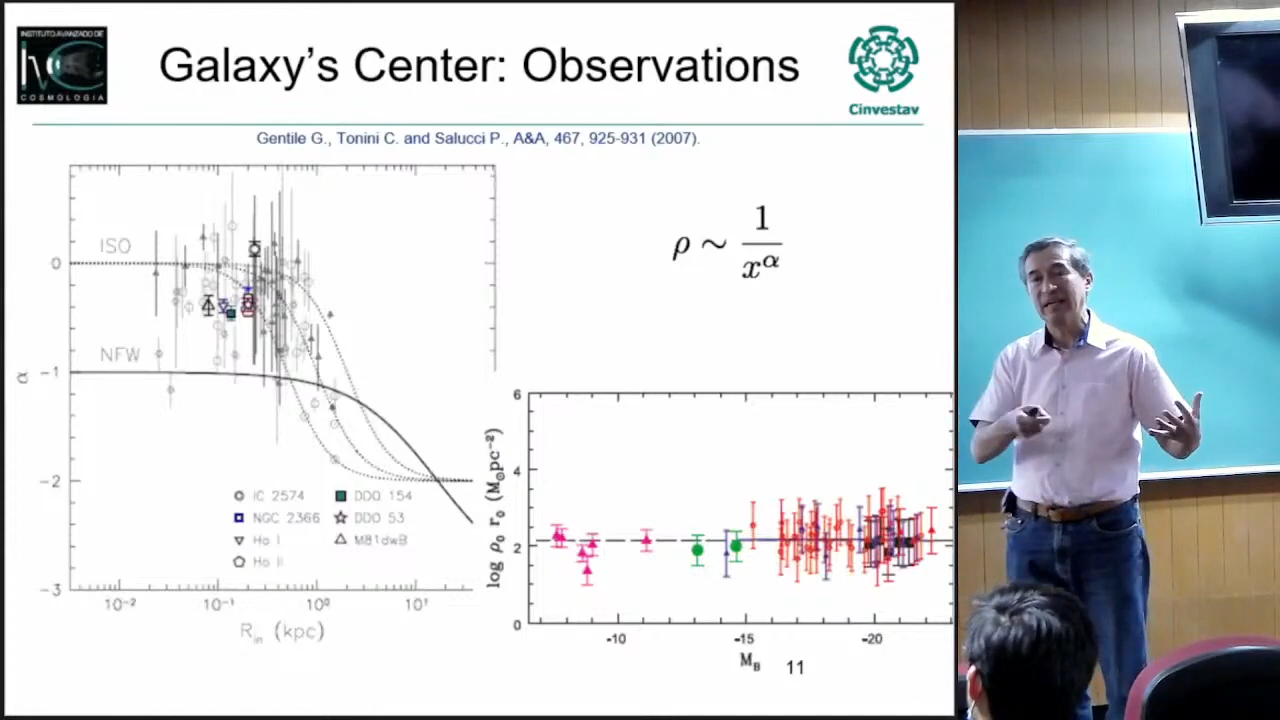 INSTITUTO AVANZADO DE
IVC
COSMOLOGIA
Galaxy's Center: Observations
Cinvestav
Gentile G., Tonini C. and Salucci P., A&A, 467, 925-931 (2007).
ρ ∼ 1/x^α
ISO
NFW
α
0
−1
−2
−3
IC 2574
NGC 2366
Ho I
Ho II
DDO 154
DDO 53
M81dwB
10⁻² 10⁻¹ 10⁰ 10¹
R_in (kpc)
log ρ₀ r₀ (M⊙pc⁻²)
6
4
2
0
-10 -15 -20
M_B
11